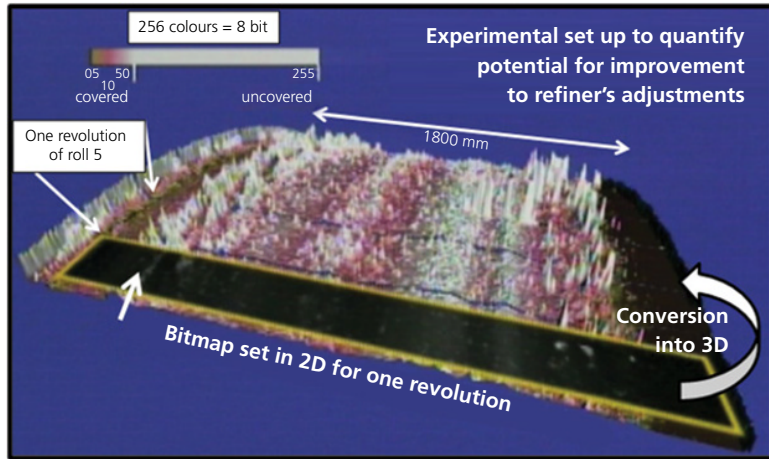 256 colours = 8 bit
05 50 255
10
covered uncovered
Experimental set up to quantify
potential for improvement
to refiner's adjustments
One revolution
of roll 5
1800 mm
Conversion
into 3D
Bitmap set in 2D for one revolution